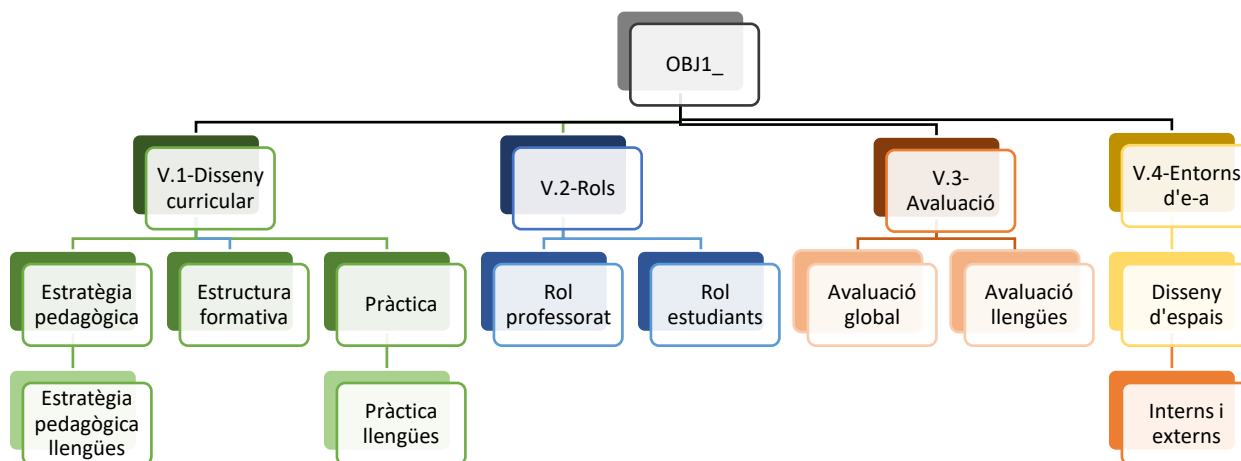 OBJ1_
V.1-Disseny
curricular
V.2-Rols
V.3-
Avaluació
V.4-Entorns
d'e-a
Estratègia
pedagògica
Estructura
formativa
Pràctica
Rol
professorat
Rol
estudiants
Avaluació
global
Avaluació
llengües
Disseny
d'espais
Estratègia
pedagògica
llengües
Pràctica
llengües
Interns i
externs